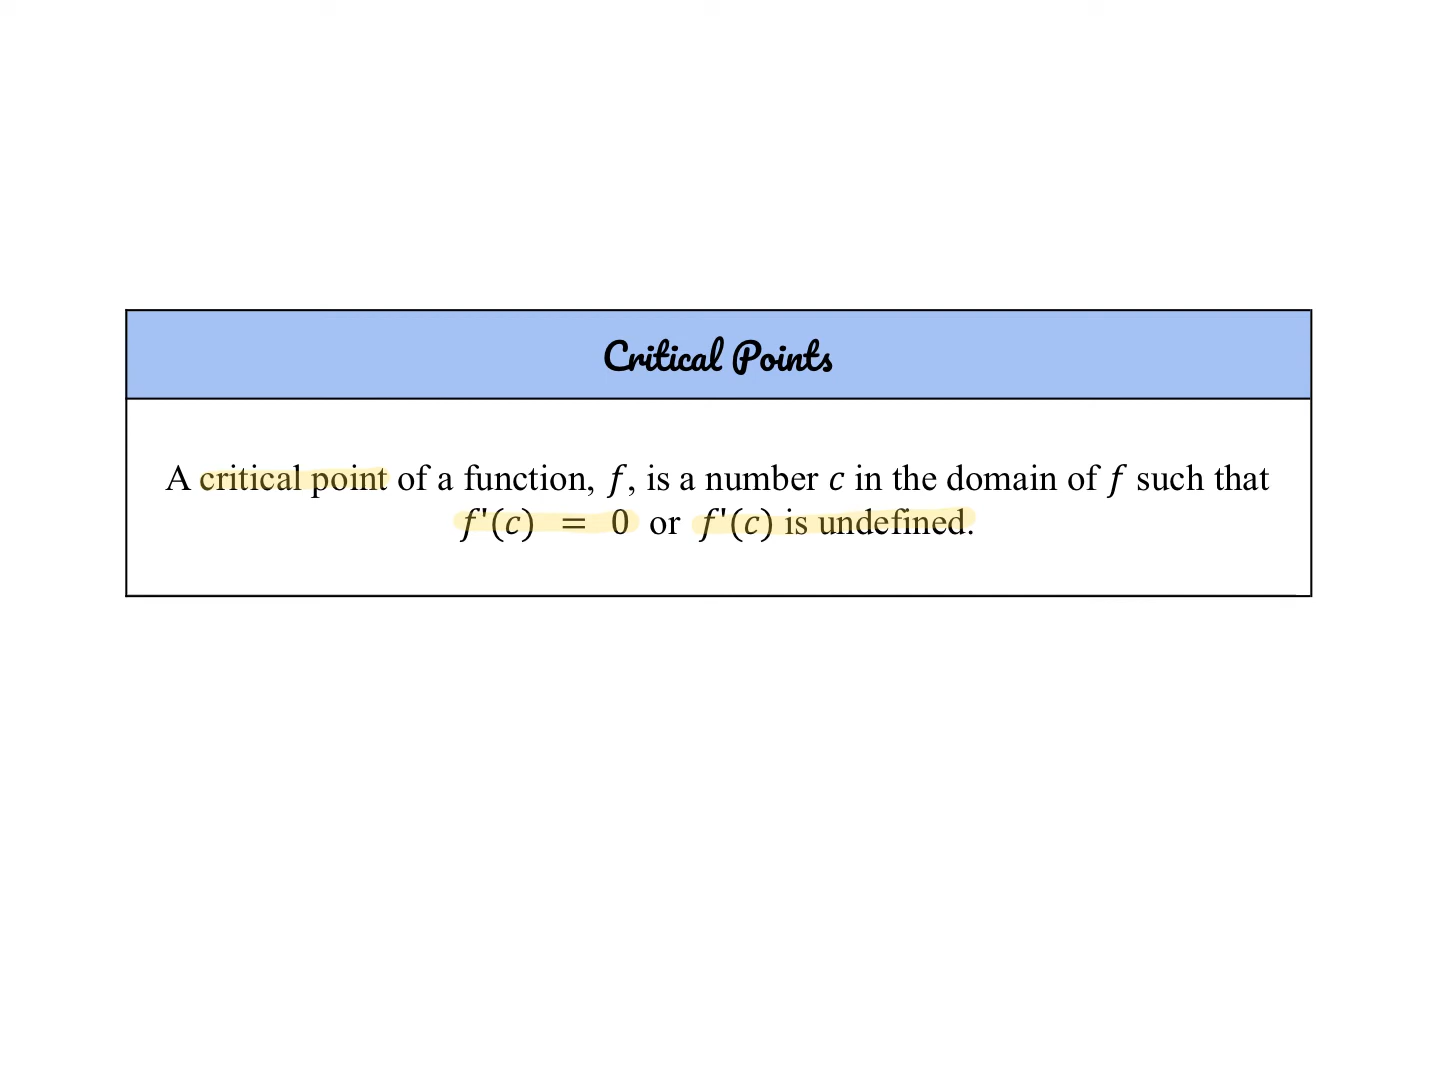 Critical Points
A critical point of a function, f, is a number c in the domain of f such that
f'(c) = 0 or f'(c) is undefined.